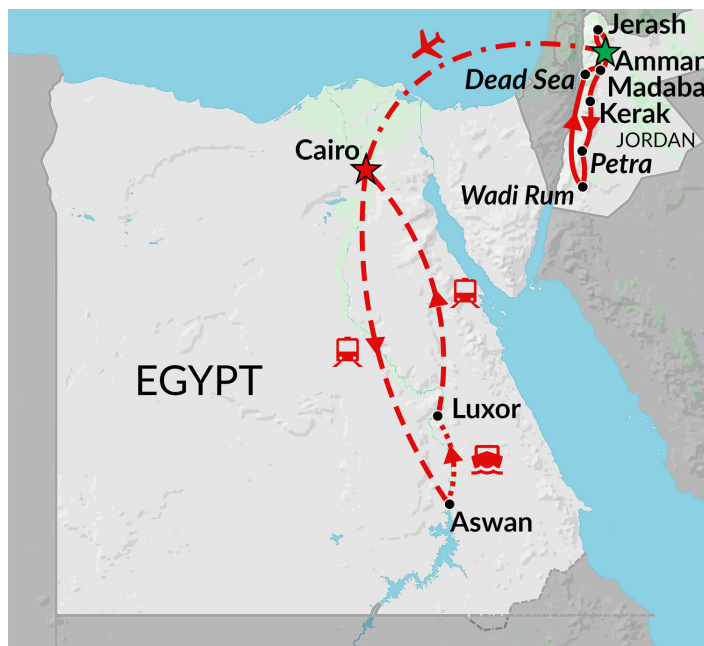 Jerash
Amman
Dead Sea
Madaba
Kerak
JORDAN
Petra
Cairo
Wadi Rum
EGYPT
Luxor
Aswan